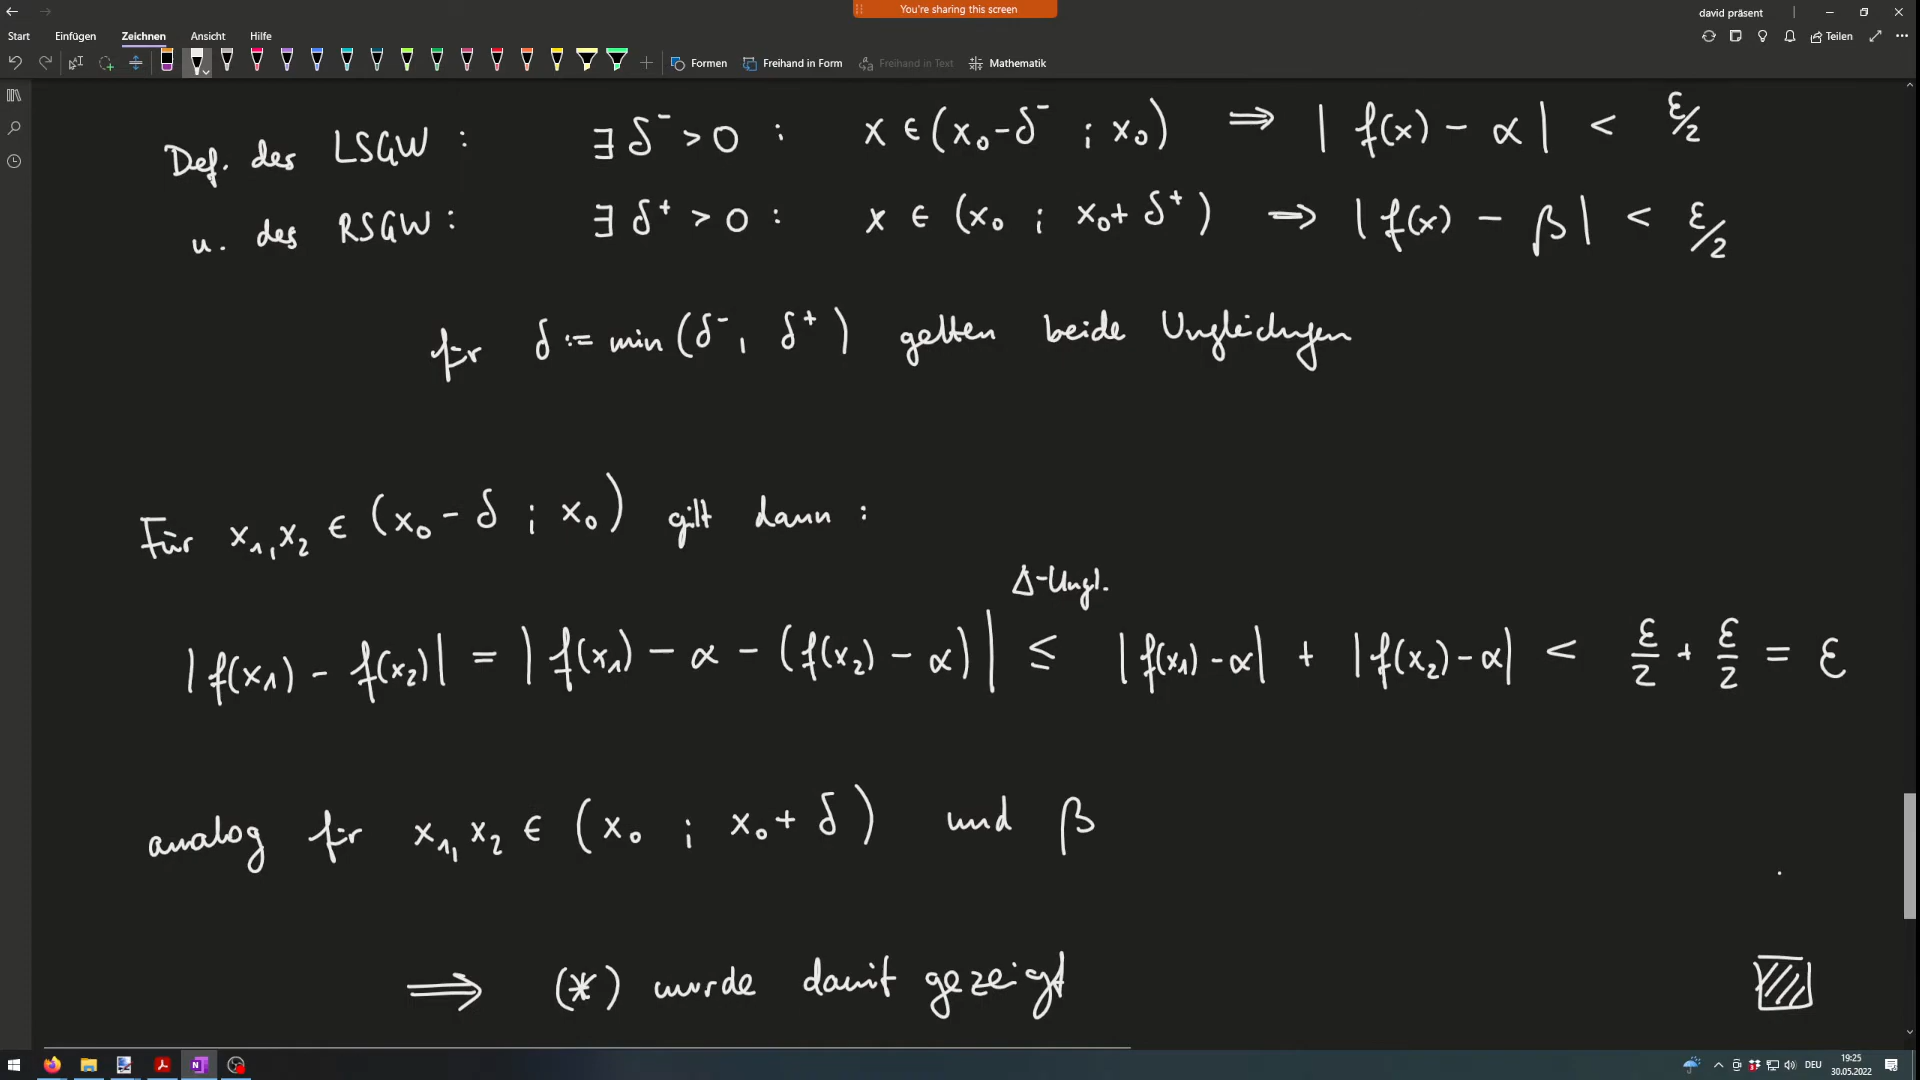 You're sharing this screen
david präsent
Start Einfügen Zeichnen Ansicht Hilfe
Teilen
Formen Freihand in Form Freihand in Text Mathematik
Def. des LSGW : ∃ δ⁻ > 0 : x ∈ (x₀ - δ⁻ ; x₀) ⟹ | f(x) - α | < ε/2
u. des RSGW : ∃ δ⁺ > 0 : x ∈ (x₀ ; x₀ + δ⁺) ⟹ | f(x) - β | < ε/2
für δ := min (δ⁻, δ⁺) gelten beide Ungleichungen
Für x₁, x₂ ∈ (x₀ - δ ; x₀) gilt dann :
Δ-Ungl.
| f(x₁) - f(x₂) | = | f(x₁) - α - (f(x₂) - α) | ≤ | f(x₁) - α | + | f(x₂) - α | < ε/2 + ε/2 = ε
analog für x₁, x₂ ∈ (x₀ ; x₀ + δ) und β
⟹ (*) wurde damit gezeigt
DEU
19:25
30.05.2022